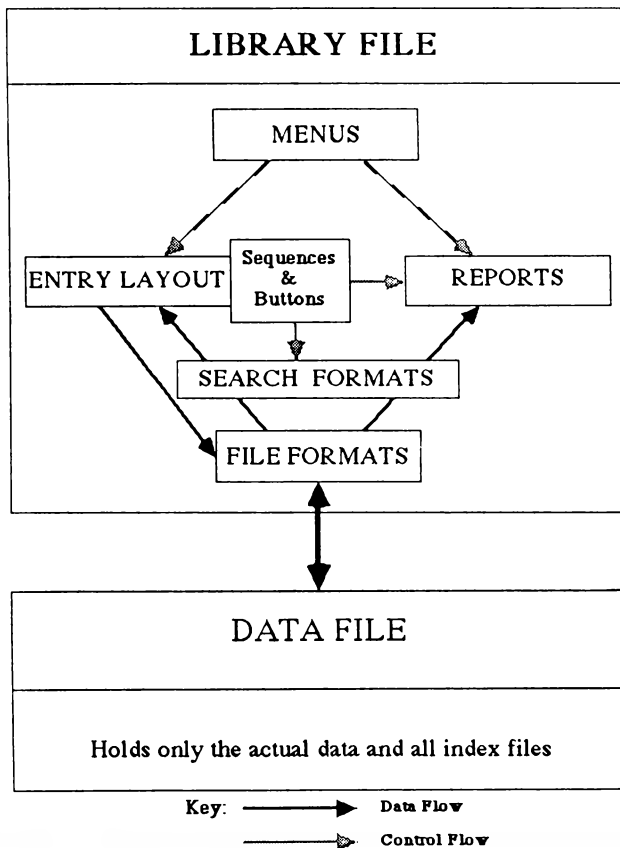 LIBRARY FILE
MENUS
ENTRY LAYOUT
Sequences
&
Buttons
REPORTS
SEARCH FORMATS
FILE FORMATS
DATA FILE
Holds only the actual data and all index files
Key:
Data Flow
Control Flow